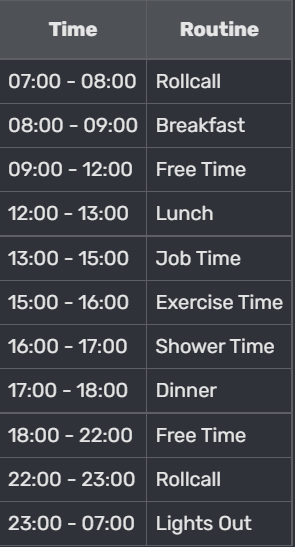 Time Routine
07:00 - 08:00 Rollcall
08:00 - 09:00 Breakfast
09:00 - 12:00 Free Time
12:00 - 13:00 Lunch
13:00 - 15:00 Job Time
15:00 - 16:00 Exercise Time
16:00 - 17:00 Shower Time
17:00 - 18:00 Dinner
18:00 - 22:00 Free Time
22:00 - 23:00 Rollcall
23:00 - 07:00 Lights Out